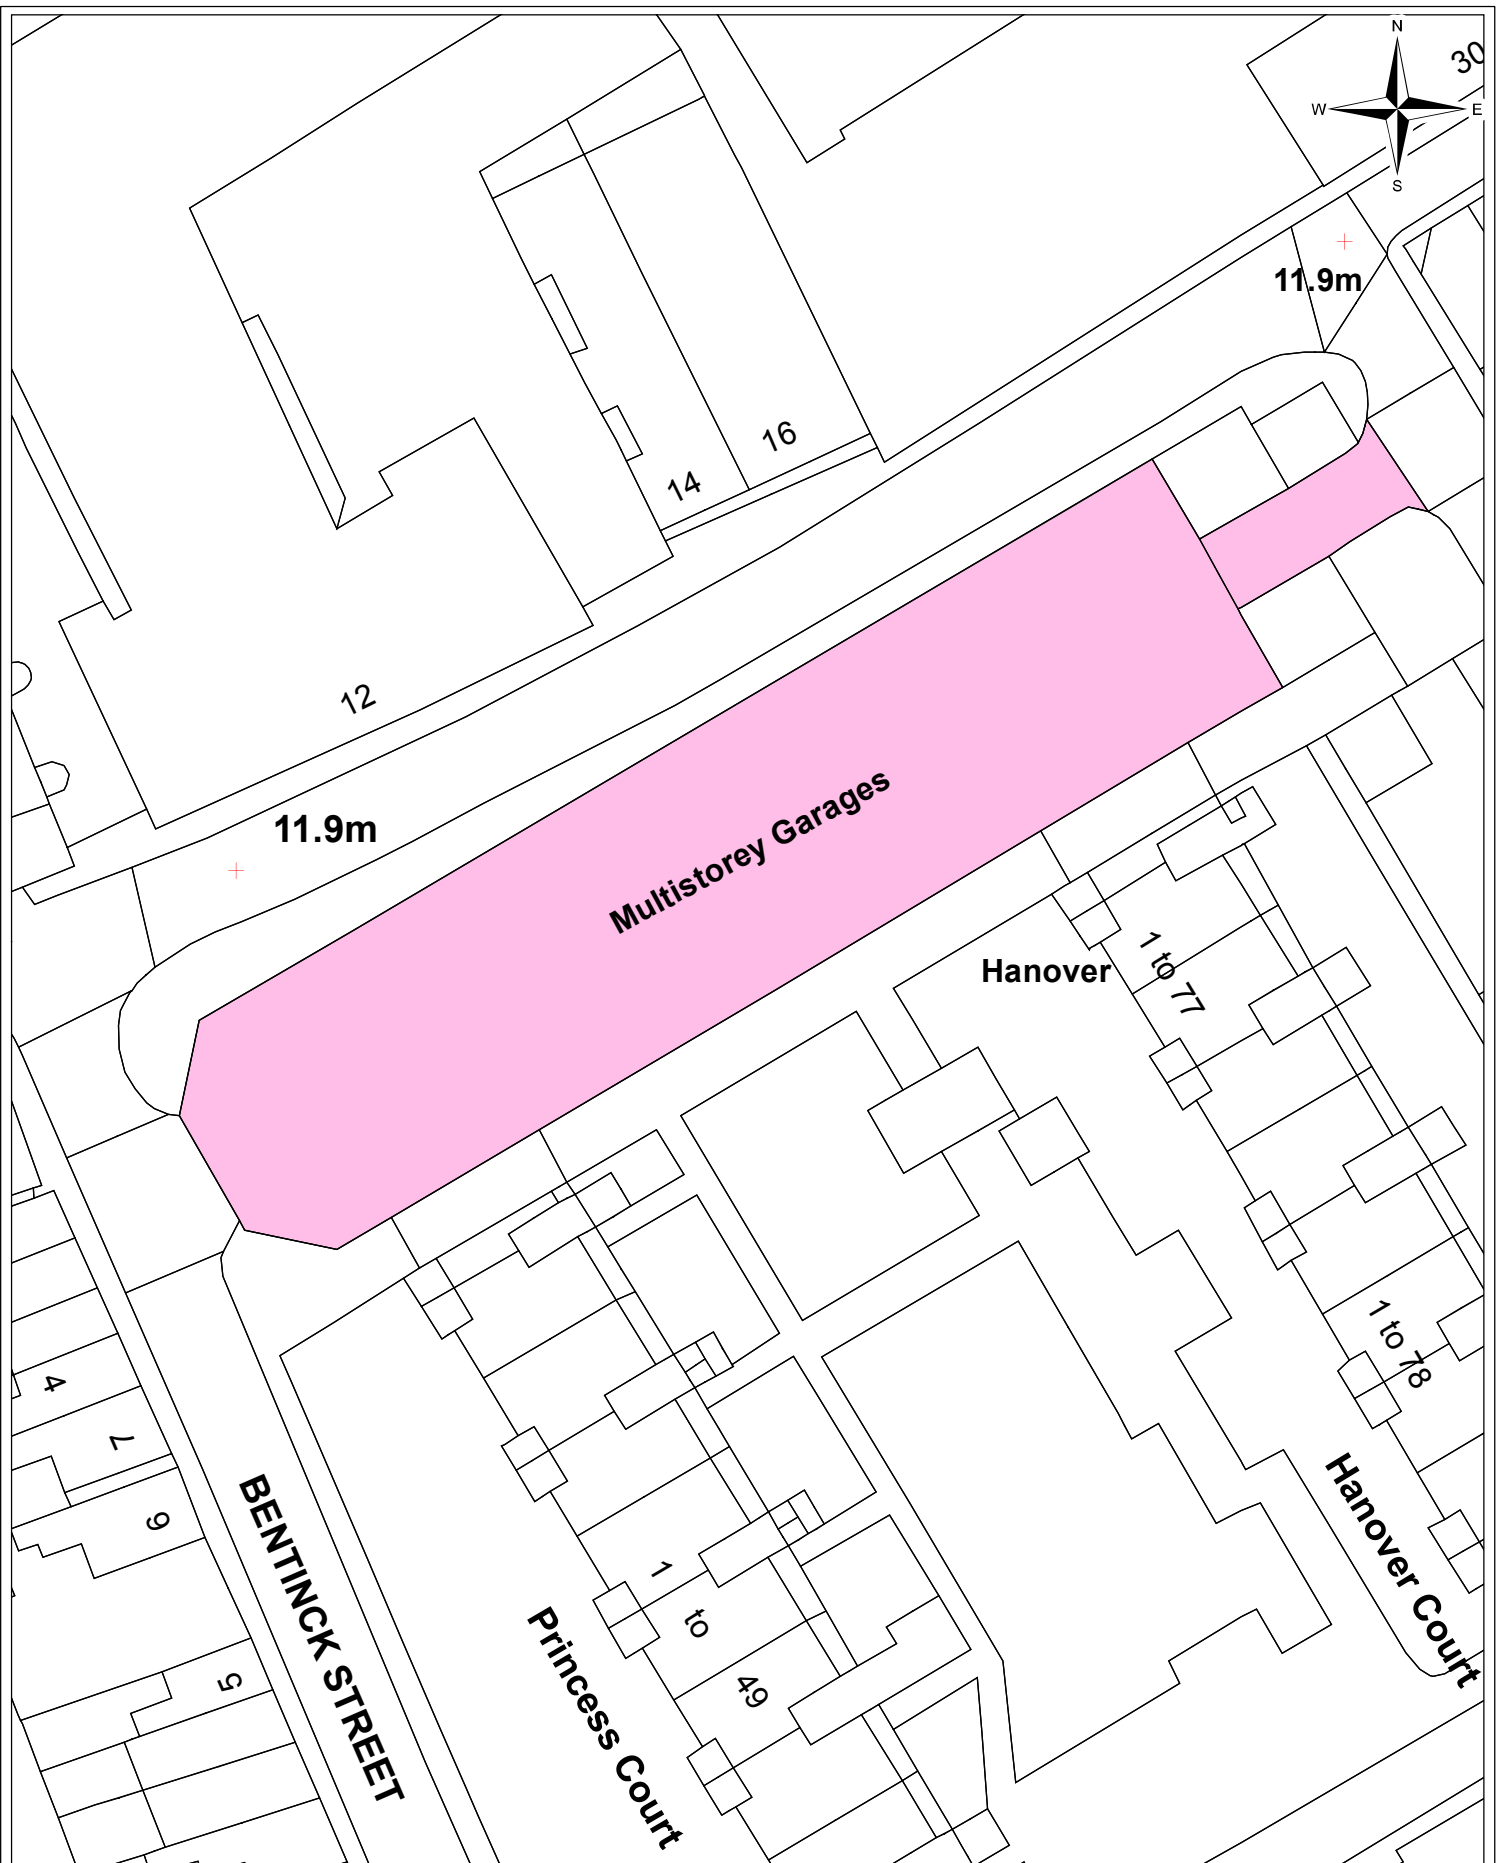 N
30
W
E
S
11.9m
16
14
12
11.9m
Multistorey Garages
Hanover
1 to 77
1 to 78
4
7
6
BENTINCK STREET
Hanover Court
1
to
49
5
Princess Court